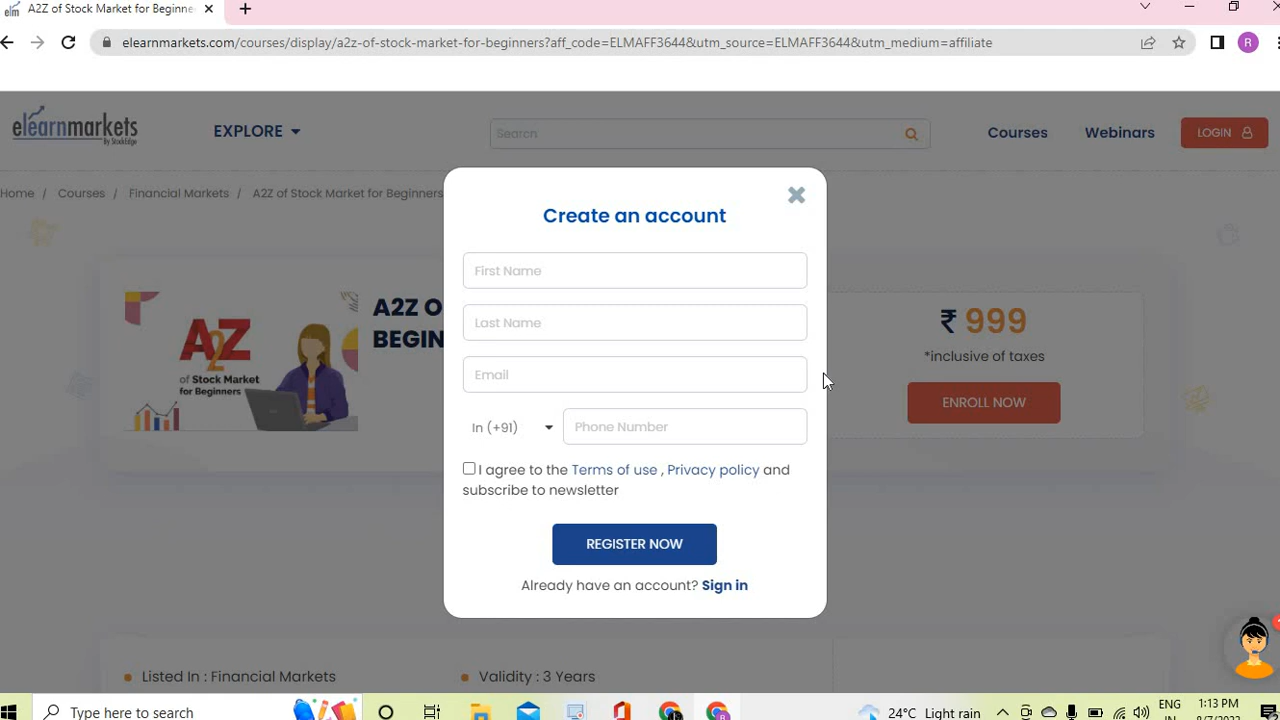 elm A2Z of Stock Market for Beginne
elearnmarkets.com/courses/display/a2z-of-stock-market-for-beginners?aff_code=ELMAFF3644&utm_source=ELMAFF3644&utm_medium=affiliate
R
elearnmarkets
by StockEdge
EXPLORE
Search
Courses
Webinars
LOGIN
Home / Courses / Financial Markets / A2Z of Stock Market for Beginners
Create an account
First Name
Last Name
Email
In (+91)
Phone Number
I agree to the Terms of use , Privacy policy and
subscribe to newsletter
REGISTER NOW
Already have an account? Sign in
A2Z
of Stock Market
for Beginners
A2Z O
BEGIN
₹ 999
*inclusive of taxes
ENROLL NOW
Listed In : Financial Markets
Validity : 3 Years
Type here to search
R
24°C Light rain
ENG
IN
1:13 PM